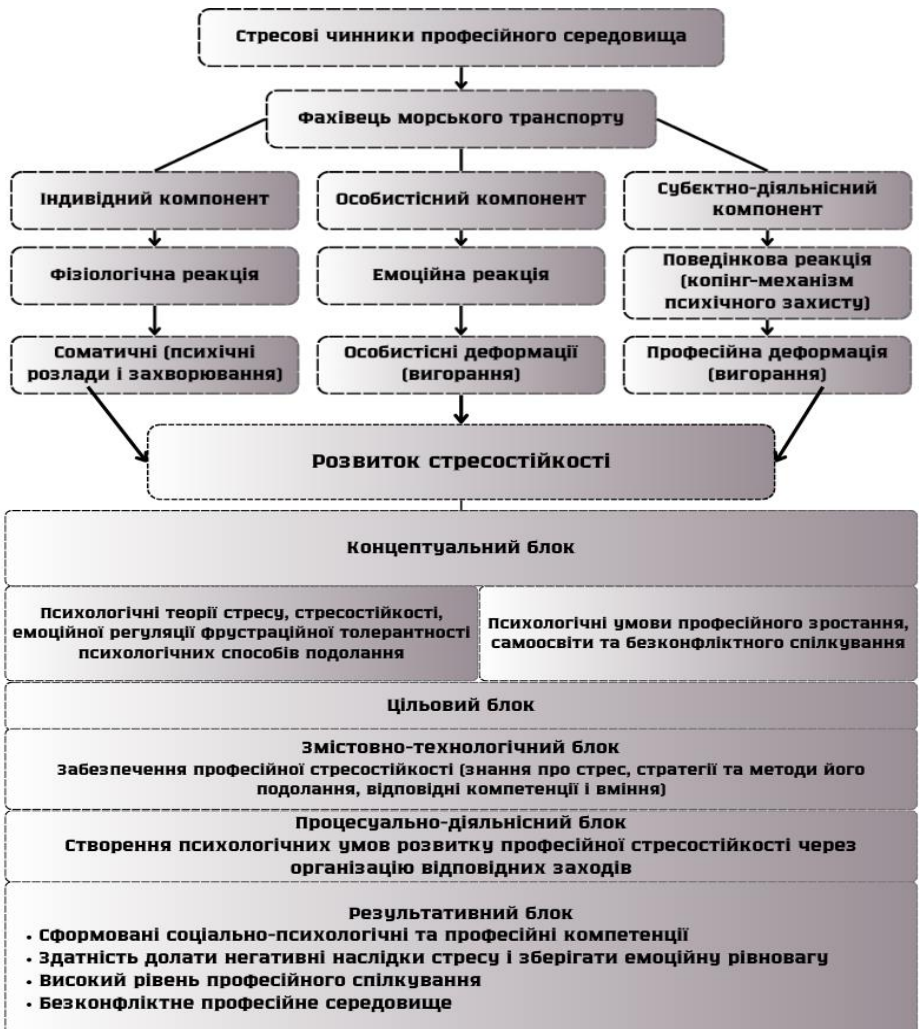 Стресові чинники професійного середовища
Фахівець морського транспорту
Індивідний компонент
Особистісний компонент
Субєктно-діяльнісний
компонент
Фізіологічна реакція
Емоційна реакція
Поведінкова реакція
(копінг-механізм
психічного захисту)
Соматичні (психічні
розлади і захворювання)
Особистісні деформації
(вигорання)
Професійна деформація
(вигорання)
Розвиток стресостійкості
Концептуальний блок
Психологічні теорії стресу, стресостійкості,
емоційної регуляції фрустраційної толерантності
психологічних способів подолання
Психологічні умови професійного зростання,
самоосвіти та безконфліктного спілкування
Цільовий блок
Змістовно-технологічний блок
Забезпечення професійної стресостійкості (знання про стрес, стратегії та методи його
подолання, відповідні компетенції і вміння)
Процесуально-діяльнісний блок
Створення психологічних умов розвитку професійної стресостійкості через
організацію відповідних заходів
Результативний блок
• Сформовані соціально-психологічні та професійні компетенції
• Здатність долати негативні наслідки стресу і зберігати емоційну рівновагу
• Високий рівень професійного спілкування
• Безконфліктне професійне середовище